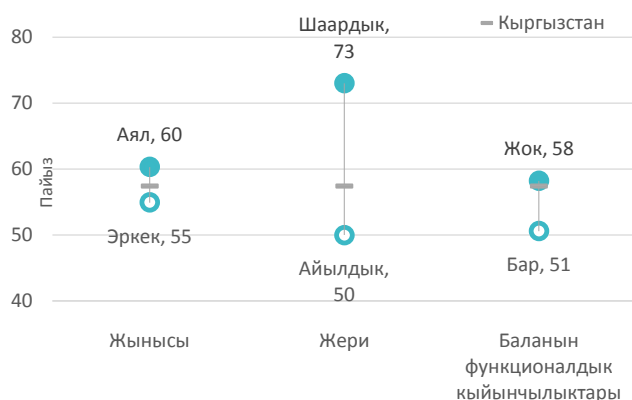 80
70
60
50
40
Пайыз
Кыргызстан
Шаардык,
73
Аял, 60
Эркек, 55
Айылдык,
50
Жок, 58
Бар, 51
Жынысы
Жери
Баланын
функционалдык
кыйынчылыктары